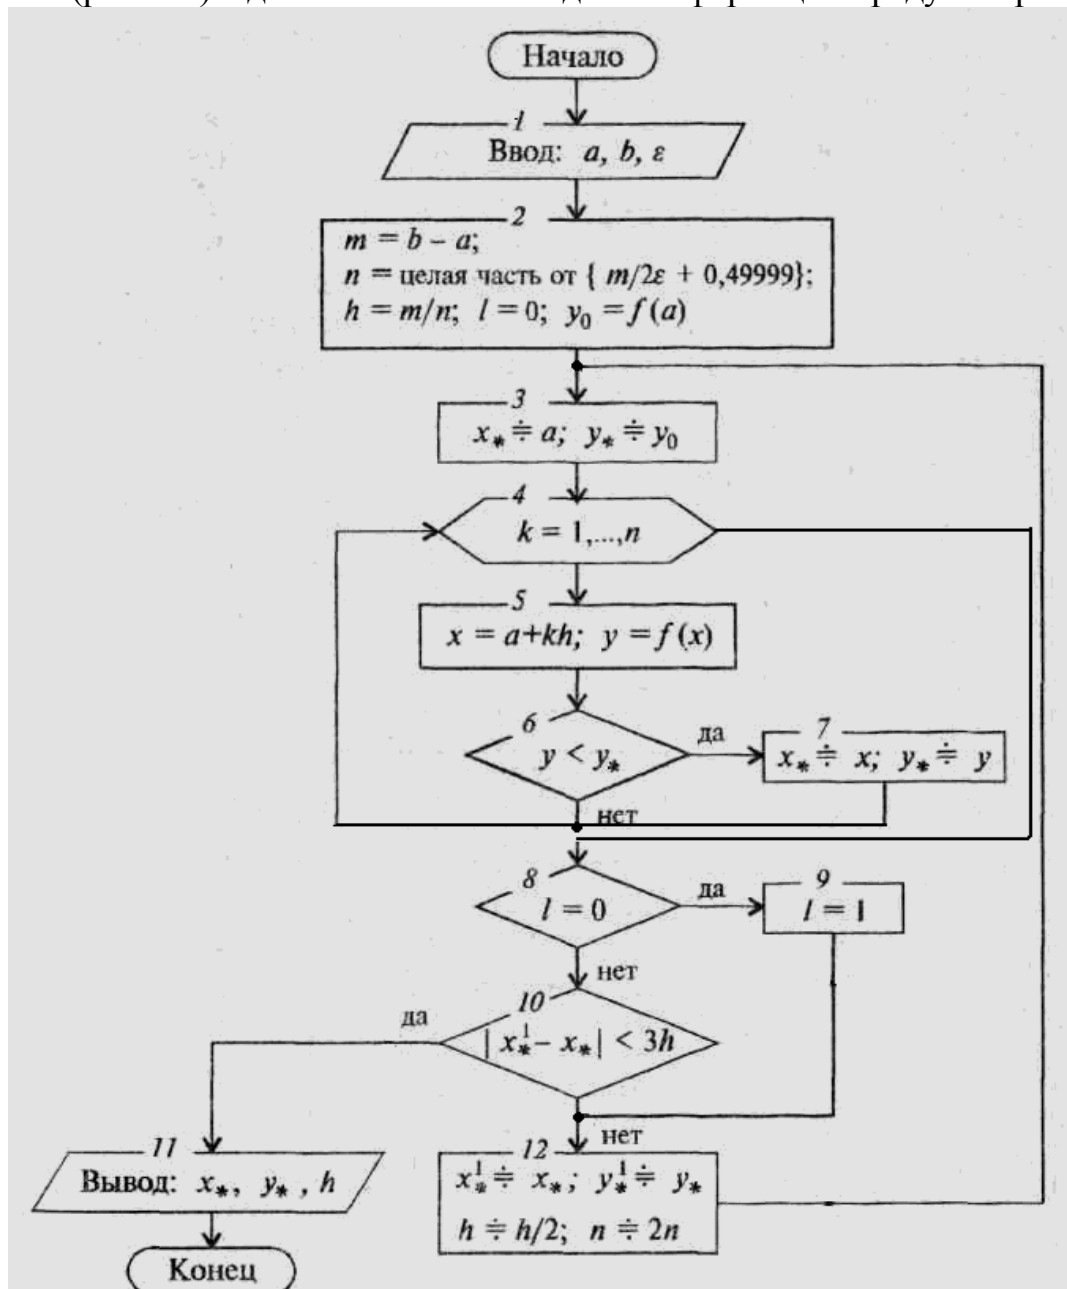 Начало
1
Ввод: a, b, ε
2
m = b – a;
n = целая часть от { m/2ε + 0,49999};
h = m/n; l = 0; y₀ = f(a)
3
x* ≑ a; y* ≑ y₀
4
k = 1,...,n
5
x = a+kh; y = f(x)
6
y < y*
да
7
x* ≑ x; y* ≑ y
нет
8
l = 0
да
9
l = 1
нет
10
| x*¹ – x* | < 3h
да
нет
11
Вывод: x*, y*, h
12
x*¹ ≑ x*; y*¹ ≑ y*
h ≑ h/2; n ≑ 2n
Конец